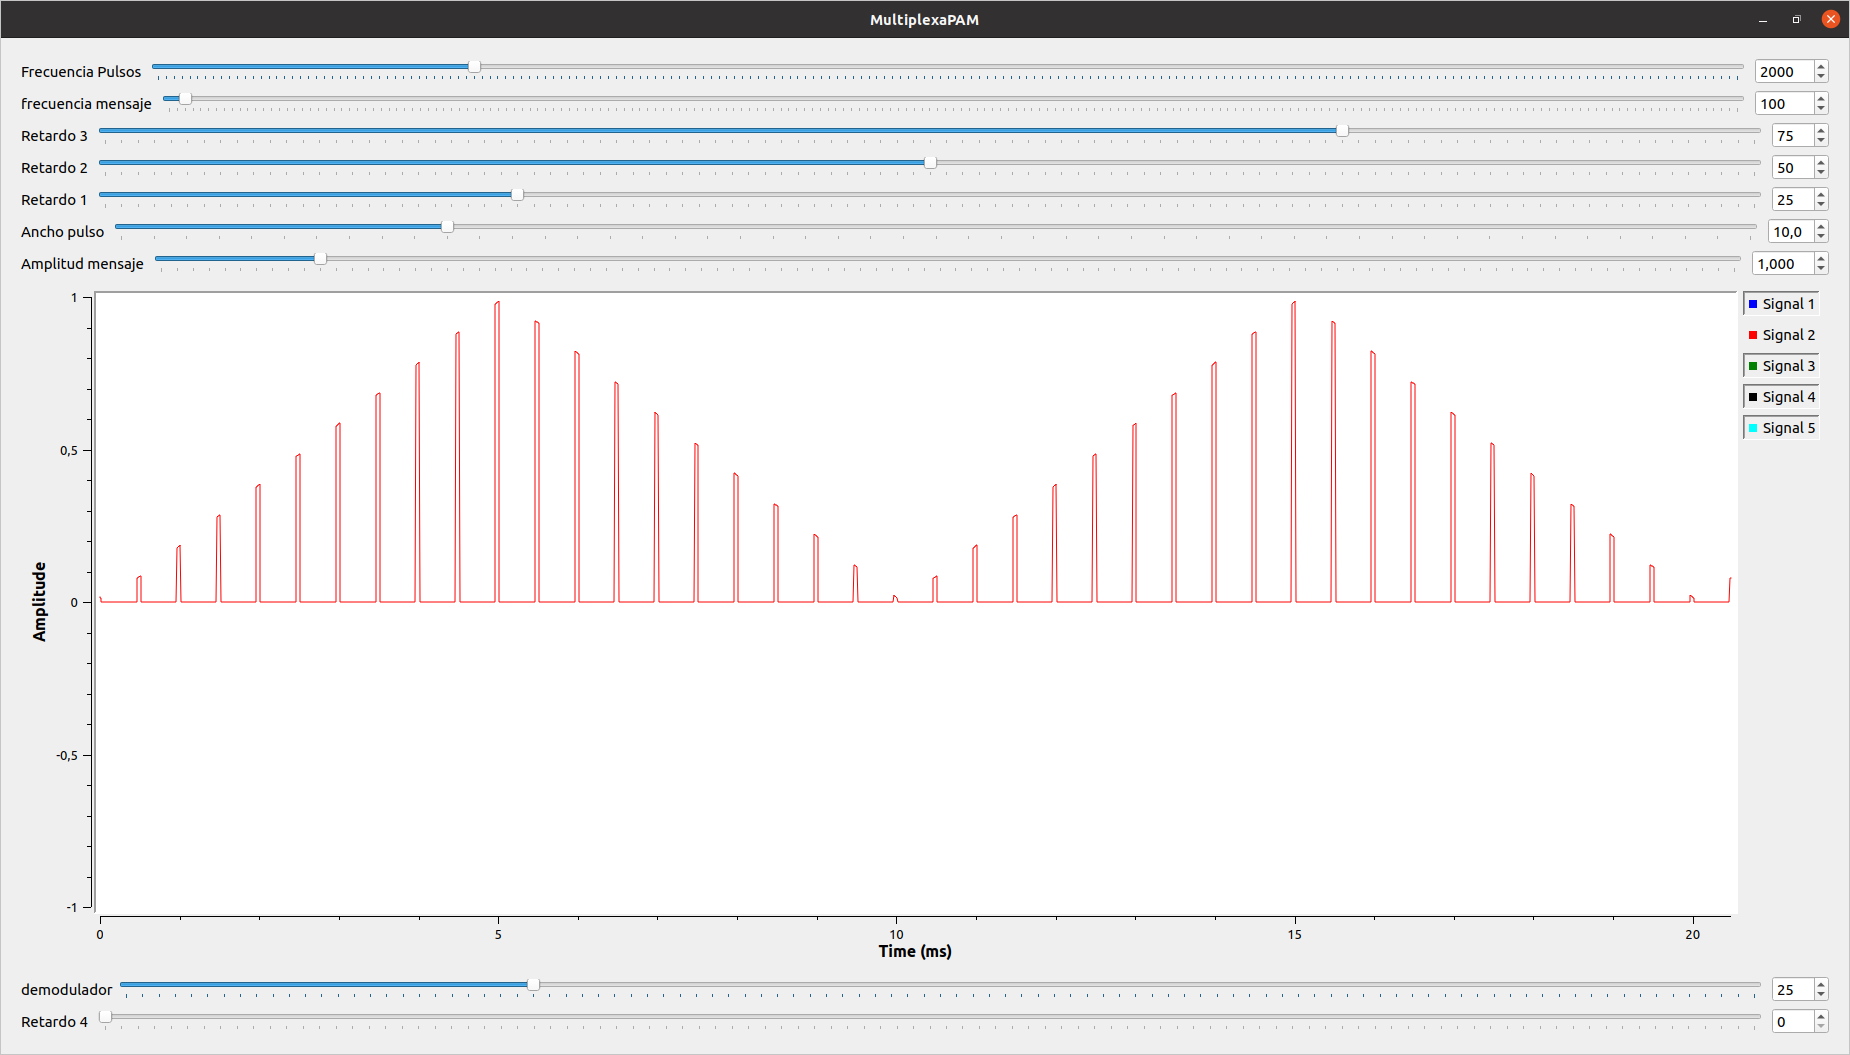 MultiplexaPAM
Frecuencia Pulsos 2000
frecuencia mensaje 100
Retardo 3 75
Retardo 2 50
Retardo 1 25
Ancho pulso 10,0
Amplitud mensaje 1,000
Signal 1
Signal 2
Signal 3
Signal 4
Signal 5
1
0,5
0
-0,5
-1
Amplitude
0 5 10 15 20
Time (ms)
demodulador 25
Retardo 4 0